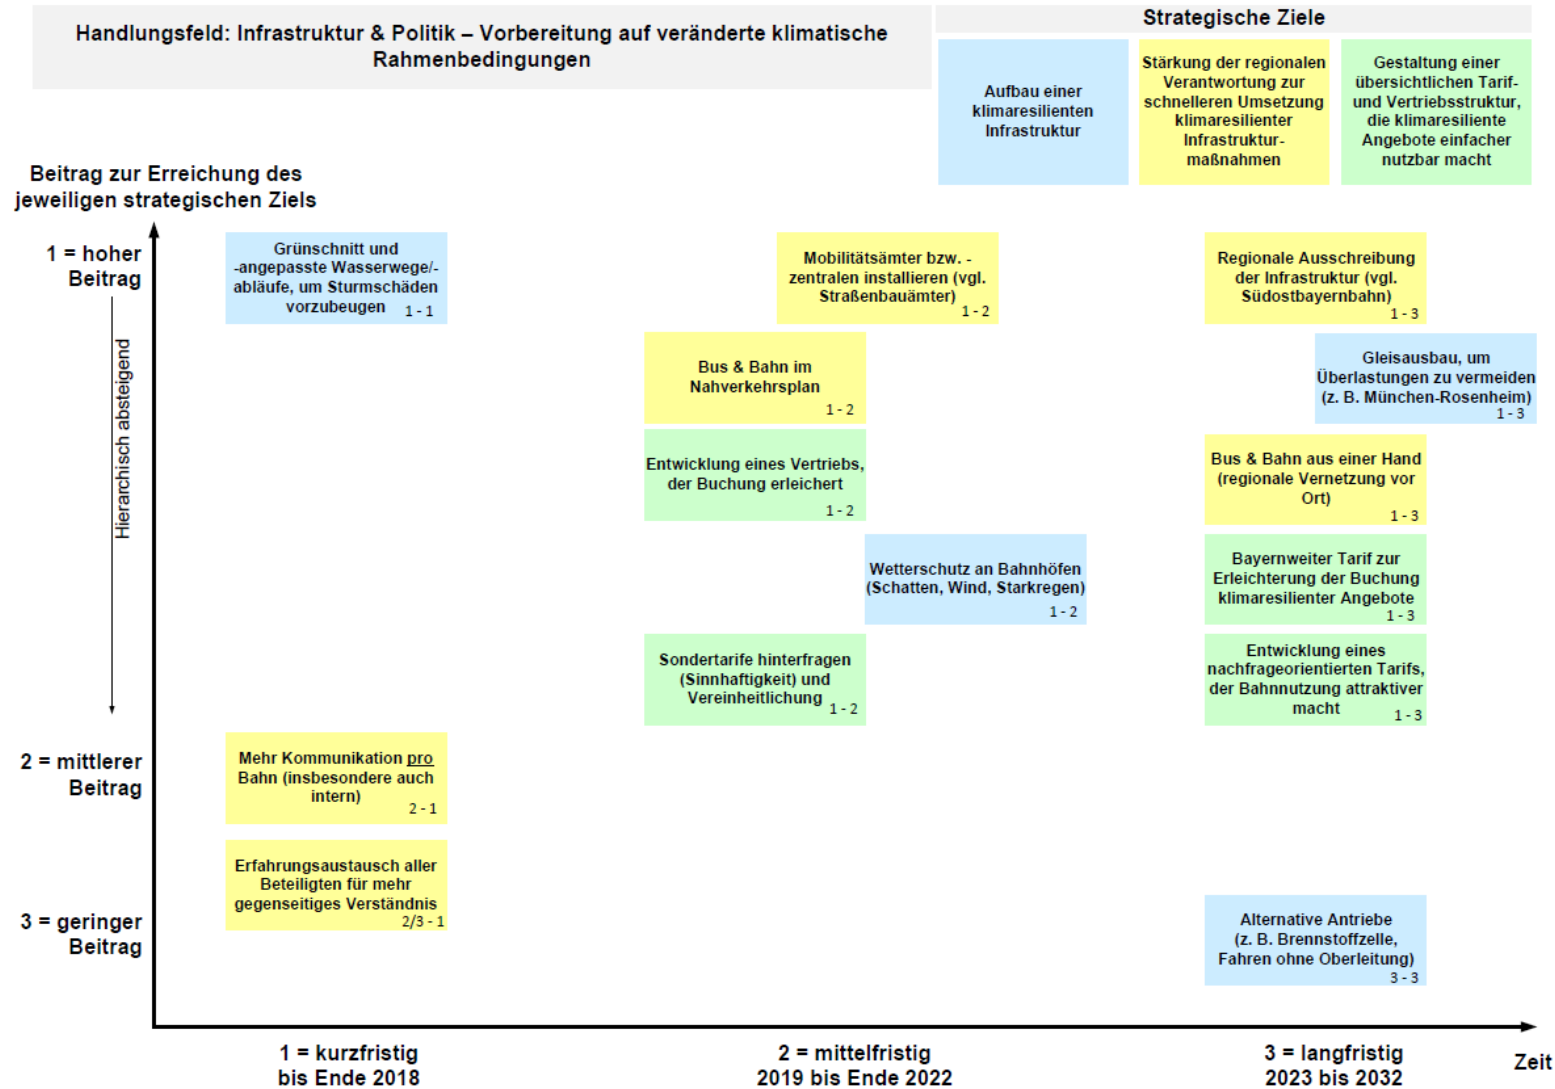 Handlungsfeld: Infrastruktur & Politik – Vorbereitung auf veränderte klimatische
Rahmenbedingungen
Strategische Ziele
Aufbau einer
klimaresilienten
Infrastruktur
Stärkung der regionalen
Verantwortung zur
schnelleren Umsetzung
klimaresilienter
Infrastruktur-
maßnahmen
Gestaltung einer
übersichtlichen Tarif-
und Vertriebsstruktur,
die klimaresiliente
Angebote einfacher
nutzbar macht
Beitrag zur Erreichung des
jeweiligen strategischen Ziels
1 = hoher
Beitrag
Hierarchisch absteigend
2 = mittlerer
Beitrag
3 = geringer
Beitrag
Grünschnitt und
-angepasste Wasserwege/-
abläufe, um Sturmschäden
vorzubeugen
1 - 1
Mobilitätsämter bzw. -
zentralen installieren (vgl.
Straßenbauämter)
1 - 2
Regionale Ausschreibung
der Infrastruktur (vgl.
Südostbayernbahn)
1 - 3
Bus & Bahn im
Nahverkehrsplan
1 - 2
Gleisausbau, um
Überlastungen zu vermeiden
(z. B. München-Rosenheim)
1 - 3
Entwicklung eines Vertriebs,
der Buchung erleichert
1 - 2
Bus & Bahn aus einer Hand
(regionale Vernetzung vor
Ort)
1 - 3
Wetterschutz an Bahnhöfen
(Schatten, Wind, Starkregen)
1 - 2
Bayernweiter Tarif zur
Erleichterung der Buchung
klimaresilienter Angebote
1 - 3
Sondertarife hinterfragen
(Sinnhaftigkeit) und
Vereinheitlichung
1 - 2
Entwicklung eines
nachfrageorientierten Tarifs,
der Bahnnutzung attraktiver
macht
1 - 3
Mehr Kommunikation pro
Bahn (insbesondere auch
intern)
2 - 1
Erfahrungsaustausch aller
Beteiligten für mehr
gegenseitiges Verständnis
2/3 - 1
Alternative Antriebe
(z. B. Brennstoffzelle,
Fahren ohne Oberleitung)
3 - 3
1 = kurzfristig
bis Ende 2018
2 = mittelfristig
2019 bis Ende 2022
3 = langfristig
2023 bis 2032
Zeit